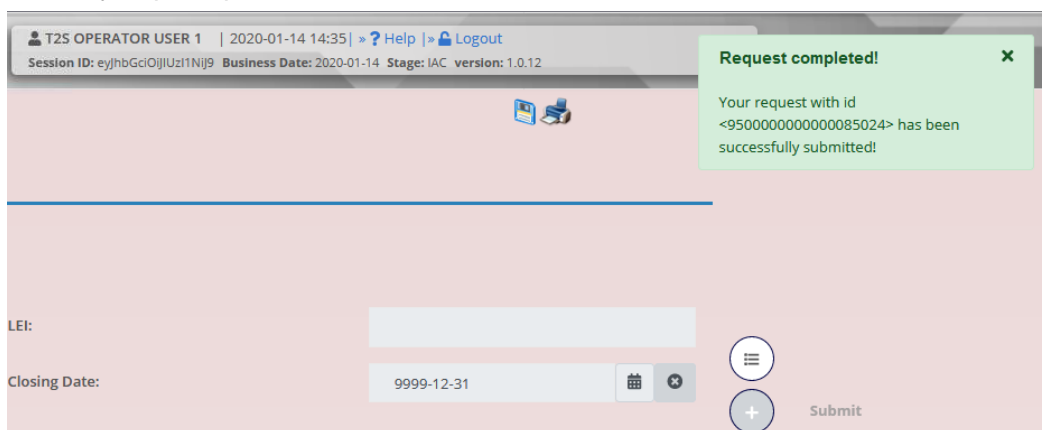 T2S OPERATOR USER 1 | 2020-01-14 14:35| » ? Help |» Logout
Session ID: eyJhbGciOiJIUzI1NiJ9 Business Date: 2020-01-14 Stage: IAC version: 1.0.12
Request completed!
Your request with id
<9500000000000085024> has been
successfully submitted!
LEI:
Closing Date: 9999-12-31
Submit